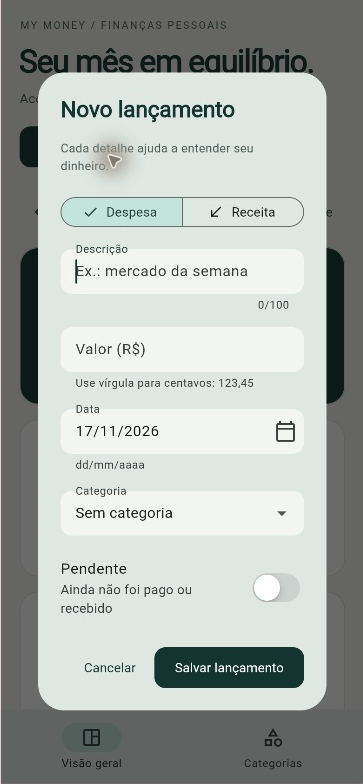 MY MONEY / FINANÇAS PESSOAIS
Seu mês em equilíbrio.
Novo lançamento
Cada detalhe ajuda a entender seu
dinheiro.
Despesa
Receita
Descrição
Ex.: mercado da semana
0/100
Valor (R$)
Use vírgula para centavos: 123,45
Data
17/11/2026
dd/mm/aaaa
Categoria
Sem categoria
Pendente
Ainda não foi pago ou
recebido
Cancelar
Salvar lançamento
Visão geral
Categorias